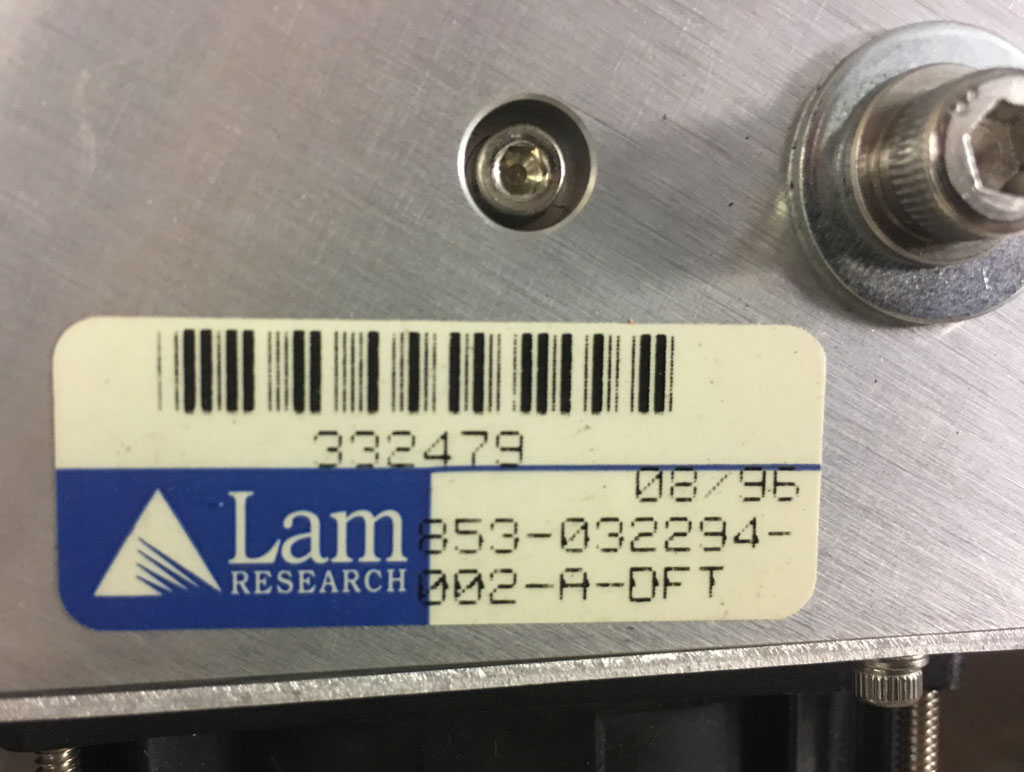 332479
08/96
Lam
RESEARCH
853-032294-
002-A-DFT